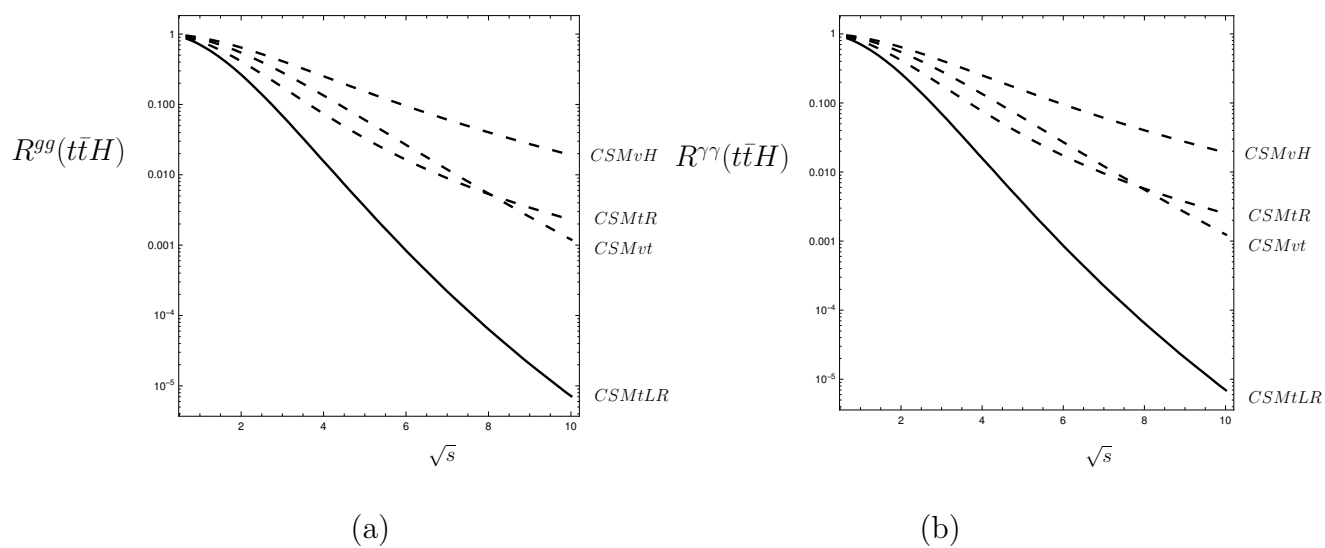 1
0.100
0.010
0.001
10⁻⁴
10⁻⁵
2 4 6 8 10
R^{gg}(tt̄H)
CSMvH
CSMtR
CSMvt
CSMtLR
√s
(a)
1
0.100
0.010
0.001
10⁻⁴
10⁻⁵
2 4 6 8 10
R^{γγ}(tt̄H)
CSMvH
CSMtR
CSMvt
CSMtLR
√s
(b)